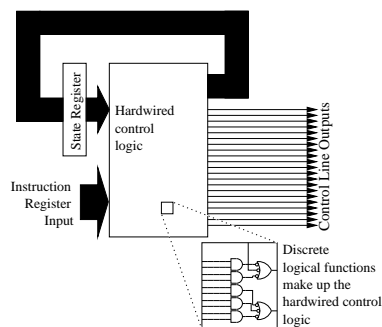 State Register
Hardwired
control
logic
Control Line Outputs
Instruction
Register
Input
Discrete
logical functions
make up the
hardwired control
logic